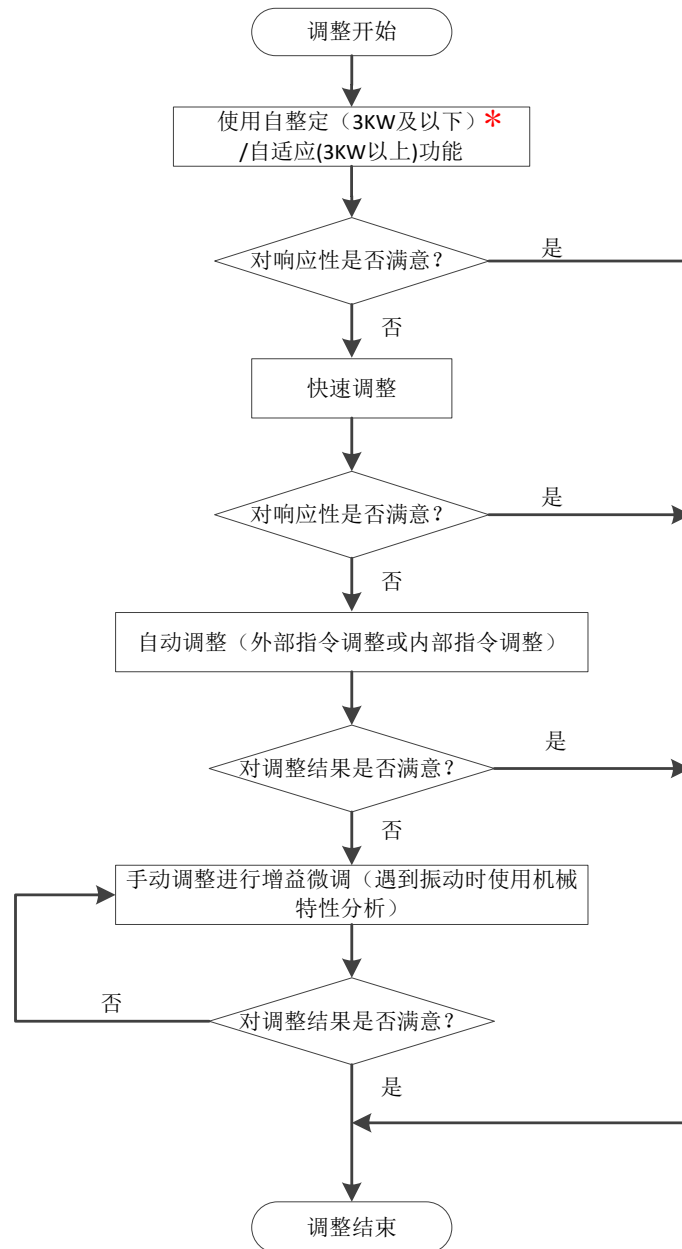 调整开始
使用自整定（3KW及以下）*
/自适应(3KW以上)功能
对响应性是否满意？
是
否
快速调整
对响应性是否满意？
是
否
自动调整（外部指令调整或内部指令调整）
对调整结果是否满意？
是
否
手动调整进行增益微调（遇到振动时使用机械
特性分析）
否
对调整结果是否满意？
是
调整结束